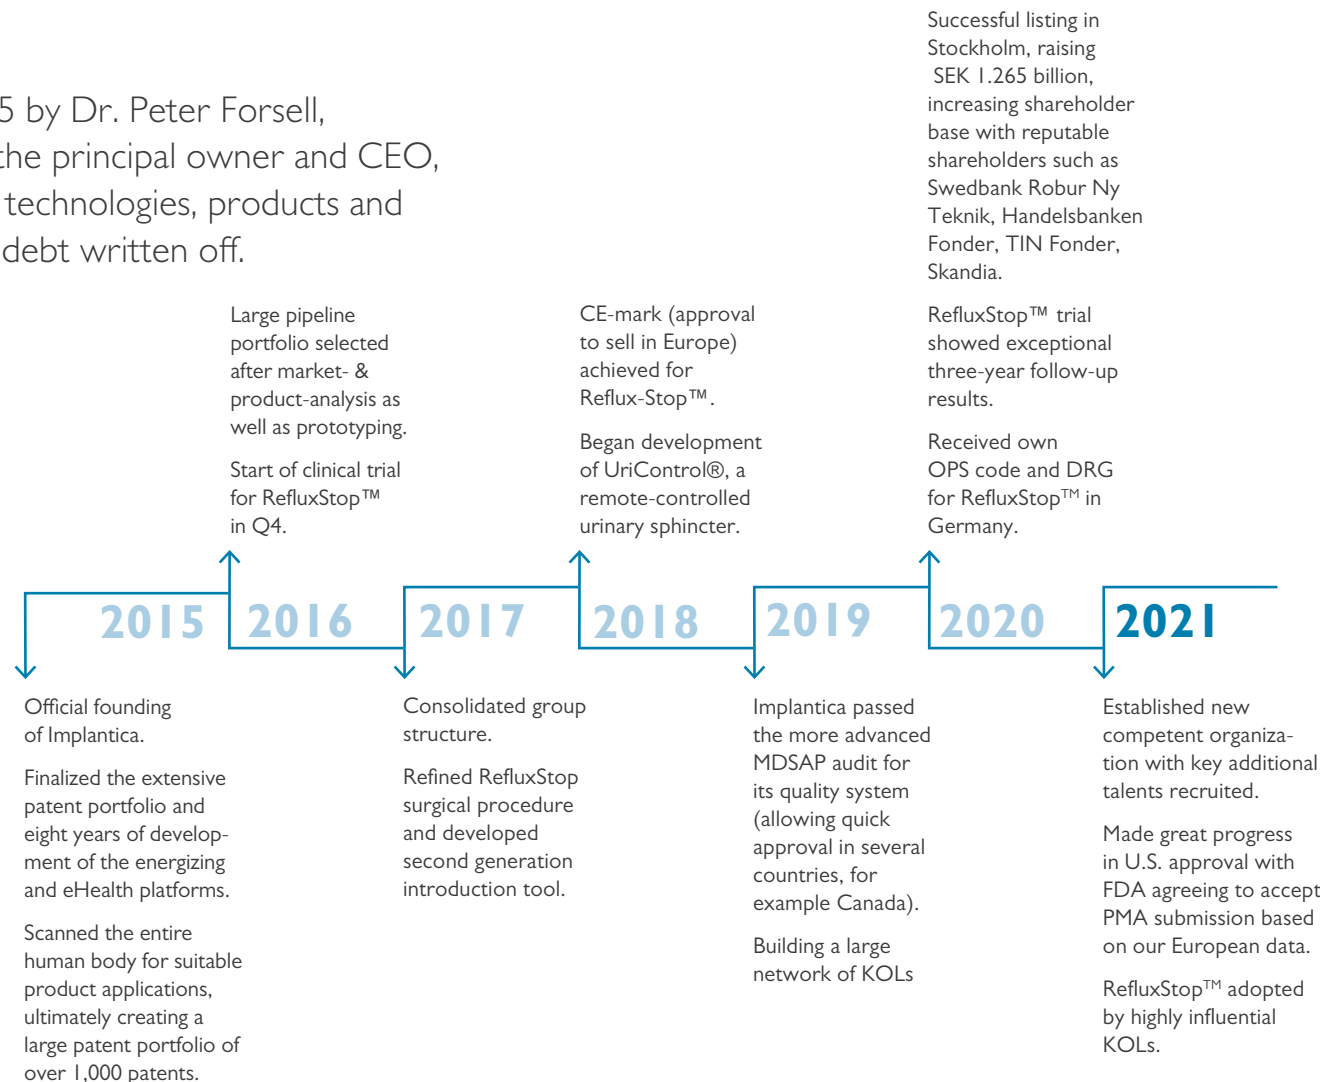 5 by Dr. Peter Forsell,
the principal owner and CEO,
technologies, products and
debt written off.
2015
Official founding
of Implantica.
Finalized the extensive
patent portfolio and
eight years of develop-
ment of the energizing
and eHealth platforms.
Scanned the entire
human body for suitable
product applications,
ultimately creating a
large patent portfolio of
over 1,000 patents.
2016
Large pipeline
portfolio selected
after market- &
product-analysis as
well as prototyping.
Start of clinical trial
for RefluxStop™
in Q4.
2017
Consolidated group
structure.
Refined RefluxStop
surgical procedure
and developed
second generation
introduction tool.
2018
CE-mark (approval
to sell in Europe)
achieved for
Reflux-Stop™.
Began development
of UriControl®, a
remote-controlled
urinary sphincter.
2019
Implantica passed
the more advanced
MDSAP audit for
its quality system
(allowing quick
approval in several
countries, for
example Canada).
Building a large
network of KOLs
2020
Successful listing in
Stockholm, raising
SEK 1.265 billion,
increasing shareholder
base with reputable
shareholders such as
Swedbank Robur Ny
Teknik, Handelsbanken
Fonder, TIN Fonder,
Skandia.
RefluxStop™ trial
showed exceptional
three-year follow-up
results.
Received own
OPS code and DRG
for RefluxStop™ in
Germany.
2021
Established new
competent organiza-
tion with key additional
talents recruited.
Made great progress
in U.S. approval with
FDA agreeing to accept
PMA submission based
on our European data.
RefluxStop™ adopted
by highly influential
KOLs.